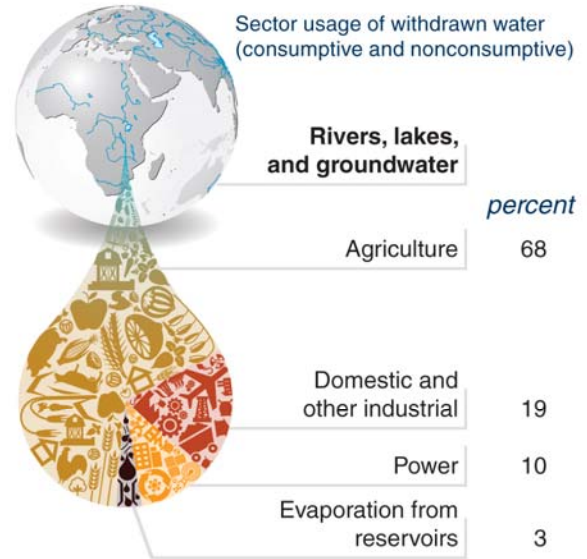 Sector usage of withdrawn water
(consumptive and nonconsumptive)
Rivers, lakes,
and groundwater
percent
Agriculture 68
Domestic and
other industrial 19
Power 10
Evaporation from
reservoirs 3